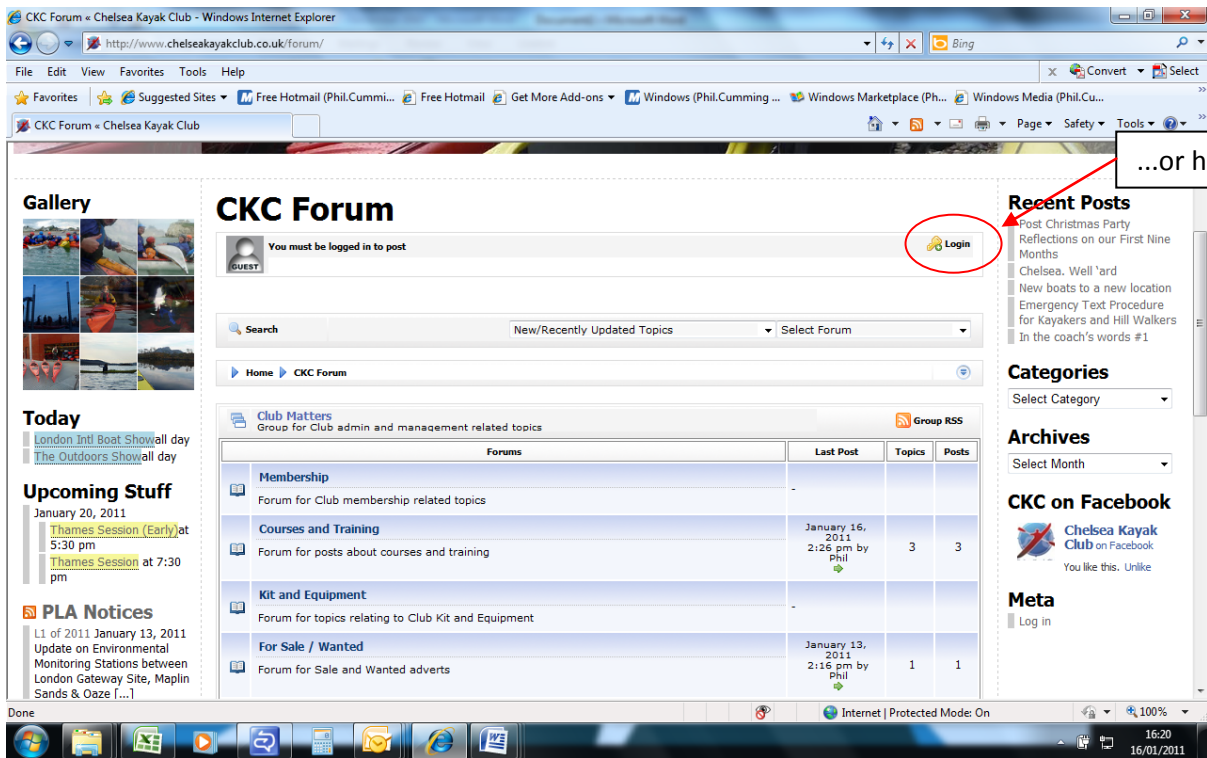 CKC Forum « Chelsea Kayak Club - Windows Internet Explorer
http://www.chelseakayakclub.co.uk/forum/
Bing
File Edit View Favorites Tools Help
x Convert Select
Favorites Suggested Sites Free Hotmail (Phil.Cummi... Free Hotmail Get More Add-ons Windows (Phil.Cumming ... Windows Marketplace (Ph... Windows Media (Phil.Cu...
CKC Forum « Chelsea Kayak Club
Page Safety Tools
...or h
Gallery
Today
London Intl Boat Showall day
The Outdoors Showall day
Upcoming Stuff
January 20, 2011
Thames Session (Early)at
5:30 pm
Thames Session at 7:30
pm
PLA Notices
L1 of 2011 January 13, 2011
Update on Environmental
Monitoring Stations between
London Gateway Site, Maplin
Sands & Oaze [...]
CKC Forum
GUEST
You must be logged in to post
Login
Search
New/Recently Updated Topics
Select Forum
Home CKC Forum
Club Matters
Group for Club admin and management related topics
Group RSS
Forums Last Post Topics Posts
Membership
Forum for Club membership related topics
-
Courses and Training
Forum for posts about courses and training
January 16,
2011
2:26 pm by
Phil
3 3
Kit and Equipment
Forum for topics relating to Club Kit and Equipment
-
For Sale / Wanted
Forum for Sale and Wanted adverts
January 13,
2011
2:16 pm by
Phil
1 1
Recent Posts
Post Christmas Party
Reflections on our First Nine
Months
Chelsea. Well 'ard
New boats to a new location
Emergency Text Procedure
for Kayakers and Hill Walkers
In the coach's words #1
Categories
Select Category
Archives
Select Month
CKC on Facebook
Chelsea Kayak
Club on Facebook
You like this. Unlike
Meta
Log in
Done
Internet | Protected Mode: On
100%
16:20
16/01/2011